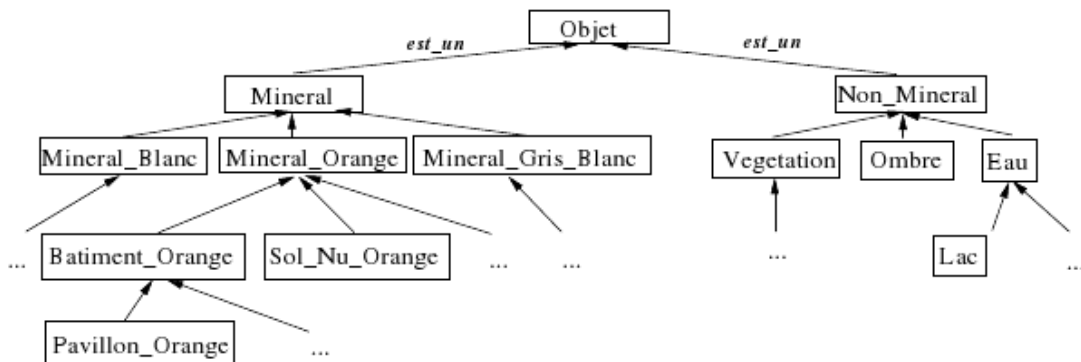 Objet
est_un est_un
Mineral Non_Mineral
Mineral_Blanc Mineral_Orange Mineral_Gris_Blanc Vegetation Ombre Eau
... Batiment_Orange Sol_Nu_Orange ... ... ... Lac ...
Pavillon_Orange ...